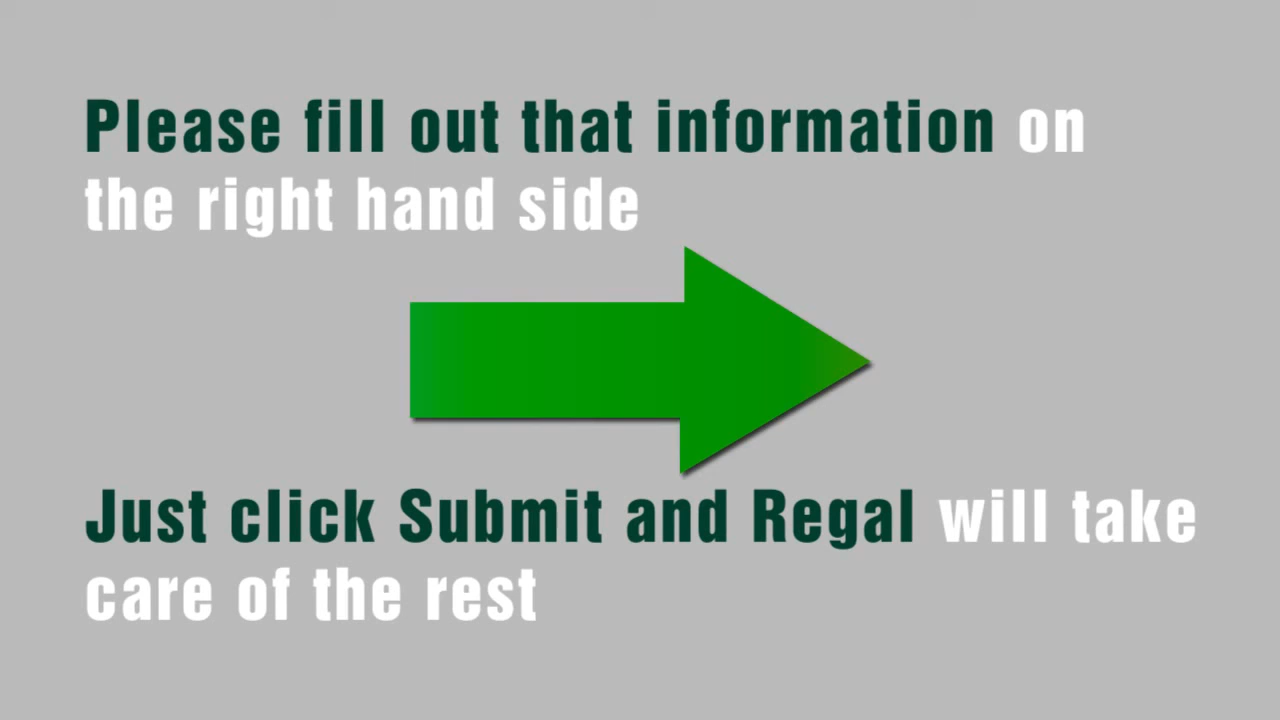 Please fill out that information on
the right hand side
Just click Submit and Regal will take
care of the rest